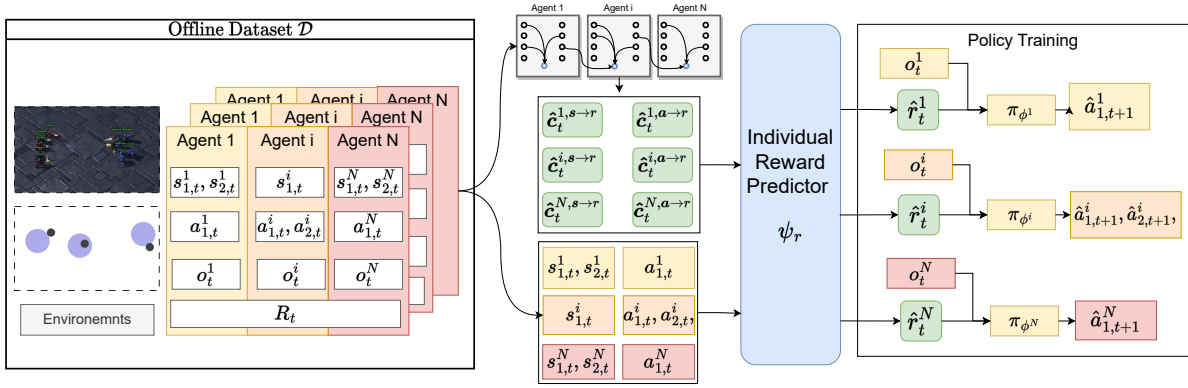 Offline Dataset 𝒟
Agent 1 Agent i Agent N
Agent 1 Agent i Agent N
Agent 1 Agent i Agent N
s^1_{1,t}, s^1_{2,t} s^i_{1,t} s^N_{1,t}, s^N_{2,t}
a^1_{1,t} a^i_{1,t}, a^i_{2,t} a^N_{1,t}
o^1_t o^i_t o^N_t
R_t
Environemnts
Agent 1 Agent i Agent N
ĉ^{1,s→r}_t ĉ^{1,a→r}_t
ĉ^{i,s→r}_t ĉ^{i,a→r}_t
ĉ^{N,s→r}_t ĉ^{N,a→r}_t
s^1_{1,t}, s^1_{2,t} a^1_{1,t}
s^i_{1,t} a^i_{1,t}, a^i_{2,t},
s^N_{1,t}, s^N_{2,t} a^N_{1,t}
Individual
Reward
Predictor
ψ_r
Policy Training
o^1_t
r̂^1_t π_{ϕ^1} â^1_{1,t+1}
o^i_t
r̂^i_t π_{ϕ^i} â^i_{1,t+1}, â^i_{2,t+1},
o^N_t
r̂^N_t π_{ϕ^N} â^N_{1,t+1}